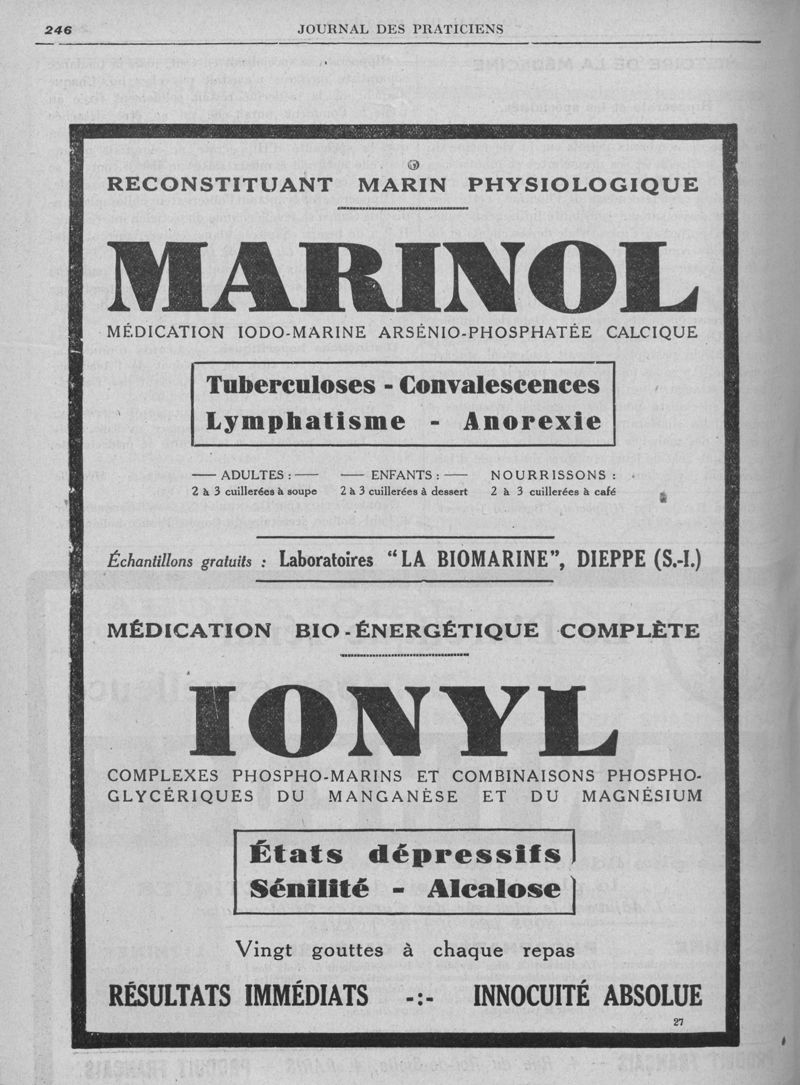 246
JOURNAL DES PRATICIENS
RECONSTITUANT MARIN PHYSIOLOGIQUE
MARINOL
MÉDICATION IODO-MARINE ARSÉNIO-PHOSPHATÉE CALCIQUE
Tuberculoses - Convalescences
Lymphatisme - Anorexie
— ADULTES : — — ENFANTS : — NOURRISSONS :
2 à 3 cuillerées à soupe 2 à 3 cuillerées à dessert 2 à 3 cuillerées à café
Échantillons gratuits : Laboratoires “LA BIOMARINE”, DIEPPE (S.-I.)
MÉDICATION BIO-ÉNERGÉTIQUE COMPLÈTE
IONYL
COMPLEXES PHOSPHO-MARINS ET COMBINAISONS PHOSPHO-
GLYCÉRIQUES DU MANGANÈSE ET DU MAGNÉSIUM
États dépressifs
Sénilité - Alcalose
Vingt gouttes à chaque repas
RÉSULTATS IMMÉDIATS -:- INNOCUITÉ ABSOLUE
27